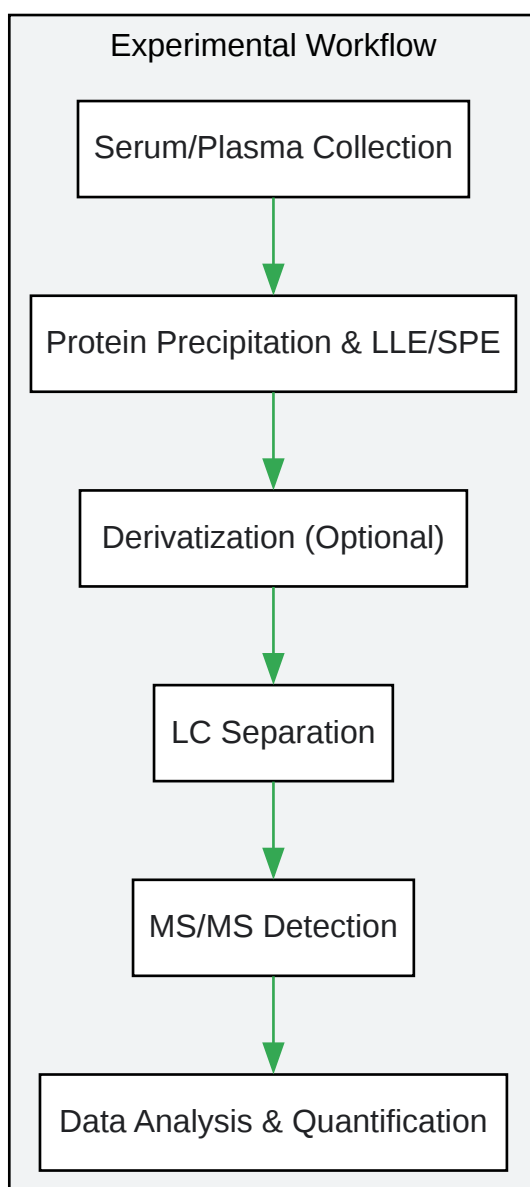 Experimental Workflow
Serum/Plasma Collection
Protein Precipitation & LLE/SPE
Derivatization (Optional)
LC Separation
MS/MS Detection
Data Analysis & Quantification